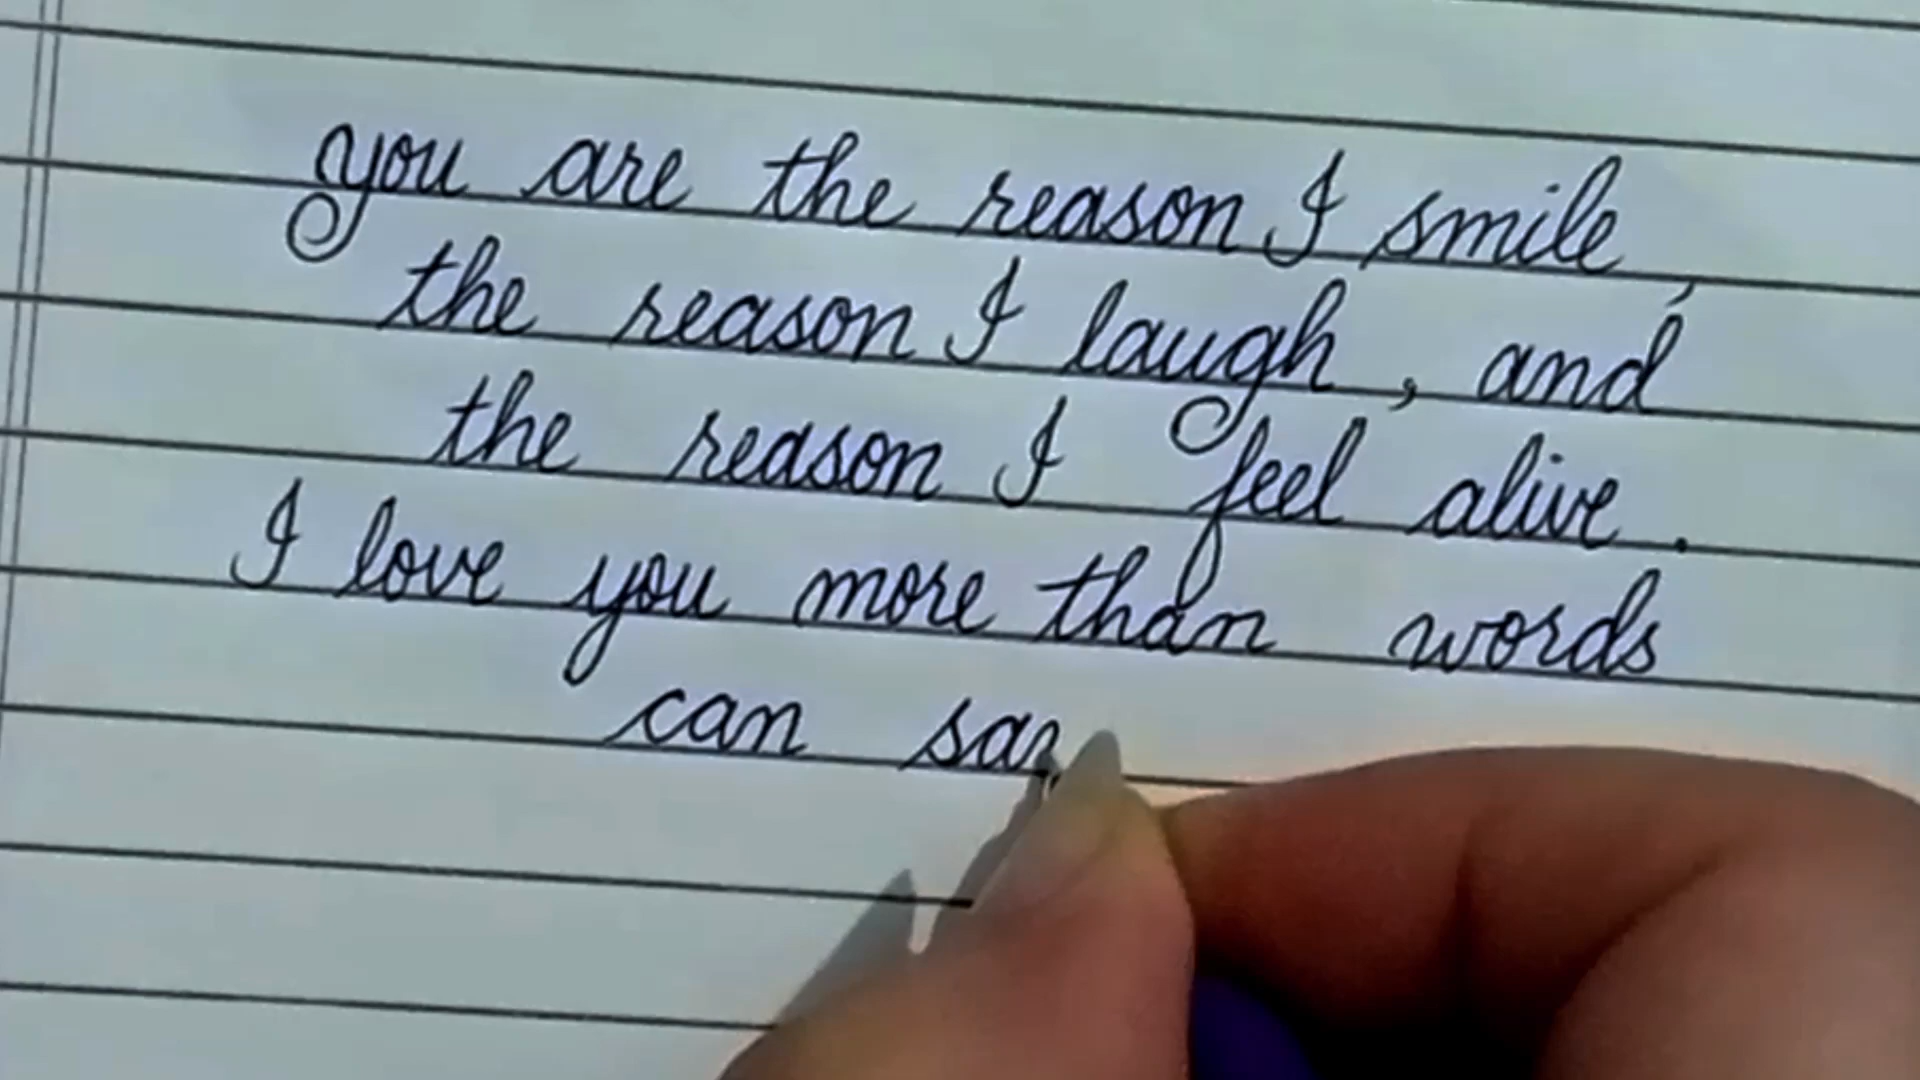 you are the reason I smile,
the reason I laugh, and
the reason I feel alive.
I love you more than words
can